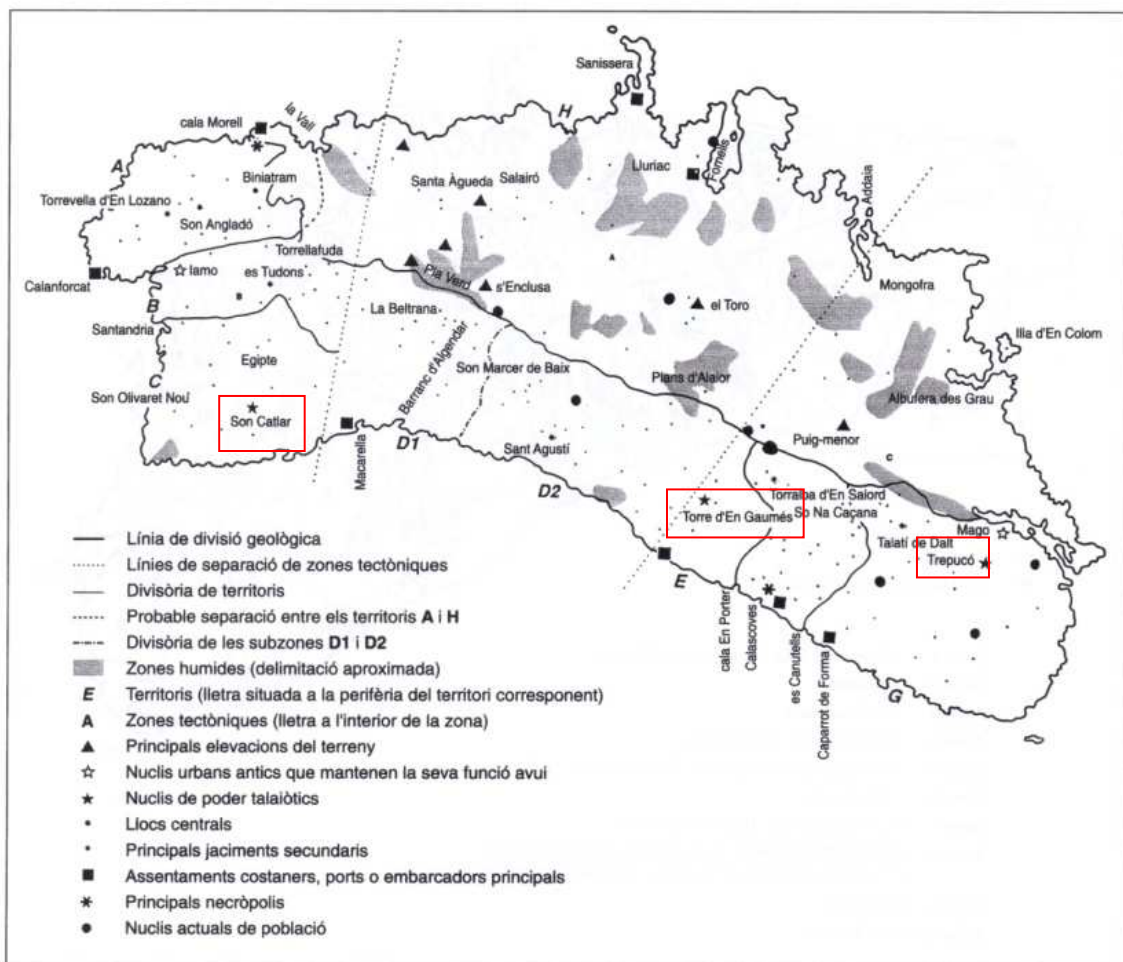 Sanissera
H
la Vall
cala Morell
Fornells
Lluriac
A
Biniatram
Santa Àgueda
Salairó
Addaia
Torrevella d'En Lozano
Son Angladó
A
Torrellafuda
Iamo
es Tudons
Pla Verd
s'Enclusa
Mongofra
Calanforcat
B
B
el Toro
La Beltrana
Santandria
Illa d'En Colom
Egipte
Barranc d'Algendar
Son Marcer de Baix
C
Plans d'Alaior
Son Olivaret Nou
Albufera des Grau
Son Catlar
Puig-menor
Macarella
D1
Sant Agustí
C
D2
Torralba d'En Salord
Torre d'En Gaumés
So Na Caçana
Mago
Talatí de Dalt
Trepucó
E
cala En Porter
Calascoves
es Canutells
Caparrot de Forma
G
Línia de divisió geològica
Línies de separació de zones tectòniques
Divisòria de territoris
Probable separació entre els territoris A i H
Divisòria de les subzones D1 i D2
Zones humides (delimitació aproximada)
E Territoris (lletra situada a la perifèria del territori corresponent)
A Zones tectòniques (lletra a l'interior de la zona)
Principals elevacions del terreny
Nuclis urbans antics que mantenen la seva funció avui
Nuclis de poder talaiòtics
Llocs centrals
Principals jaciments secundaris
Assentaments costaners, ports o embarcadors principals
Principals necròpolis
Nuclis actuals de població